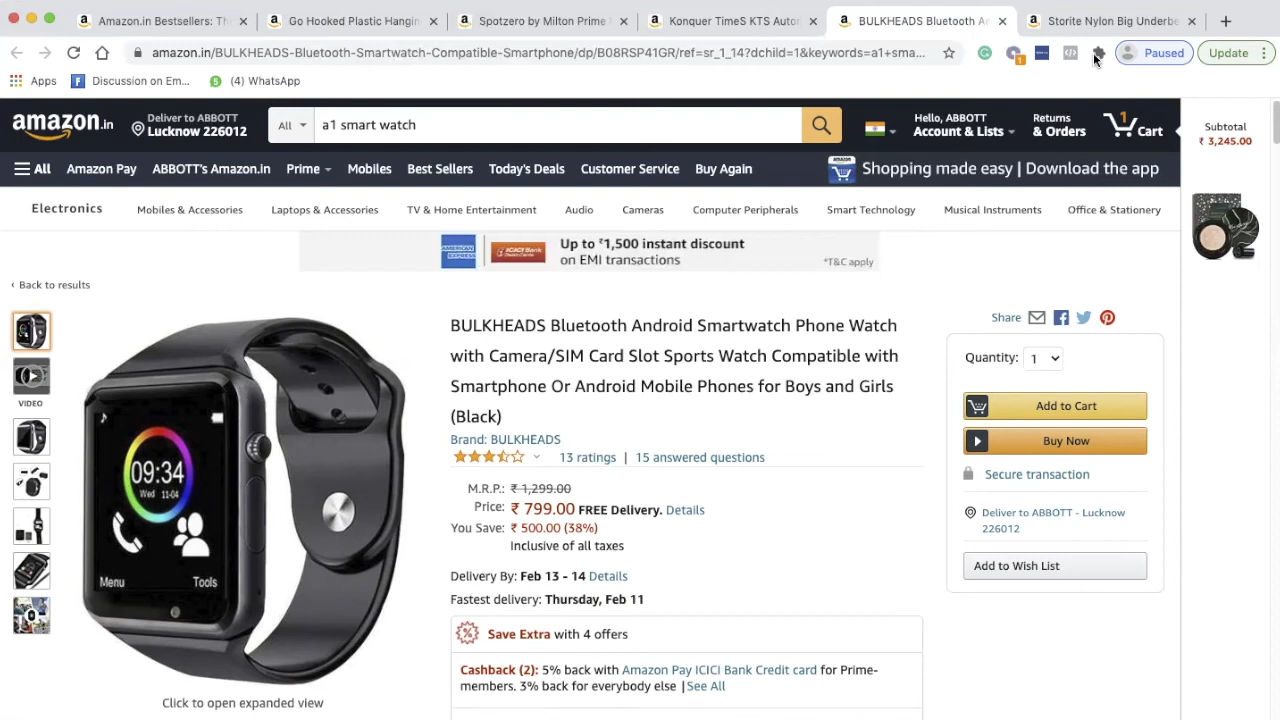 Amazon.in Bestsellers: Th
Go Hooked Plastic Hangin
Spotzero by Milton Prime
Konquer TimeS KTS Autor
BULKHEADS Bluetooth A
Storite Nylon Big Underbe
amazon.in/BULKHEADS-Bluetooth-Smartwatch-Compatible-Smartphone/dp/B08RSP41GR/ref=sr_1_14?dchild=1&keywords=a1+sma...
1
Paused
Update
Apps
Discussion on Em...
(4) WhatsApp
amazon.in
Deliver to ABBOTT
Lucknow 226012
All
a1 smart watch
Hello, ABBOTT
Account & Lists
Returns
& Orders
1
Cart
Subtotal
₹ 3,245.00
All Amazon Pay ABBOTT's Amazon.in Prime Mobiles Best Sellers Today's Deals Customer Service Buy Again
Shopping made easy | Download the app
Electronics Mobiles & Accessories Laptops & Accessories TV & Home Entertainment Audio Cameras Computer Peripherals Smart Technology Musical Instruments Office & Stationery
AMERICAN EXPRESS
ICICI Bank
Up to ₹1,500 instant discount
on EMI transactions
*T&C apply
‹ Back to results
VIDEO
09:34
Wed 11-04
Menu
Tools
Click to open expanded view
BULKHEADS Bluetooth Android Smartwatch Phone Watch
with Camera/SIM Card Slot Sports Watch Compatible with
Smartphone Or Android Mobile Phones for Boys and Girls
(Black)
Brand: BULKHEADS
13 ratings | 15 answered questions
M.R.P.: ₹ 1,299.00
Price: ₹ 799.00 FREE Delivery. Details
You Save: ₹ 500.00 (38%)
Inclusive of all taxes
Delivery By: Feb 13 - 14 Details
Fastest delivery: Thursday, Feb 11
Save Extra with 4 offers
Cashback (2): 5% back with Amazon Pay ICICI Bank Credit card for Prime-
members. 3% back for everybody else | See All
Share
Quantity: 1
Add to Cart
Buy Now
Secure transaction
Deliver to ABBOTT - Lucknow
226012
Add to Wish List